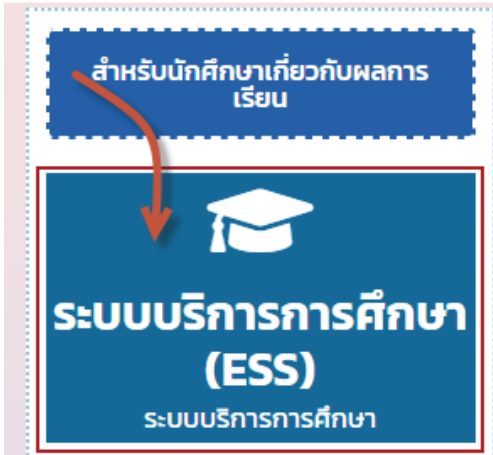 สำหรับนักศึกษาเกี่ยวกับผลการ
เรียน
ระบบบริการการศึกษา
(ESS)
ระบบบริการการศึกษา